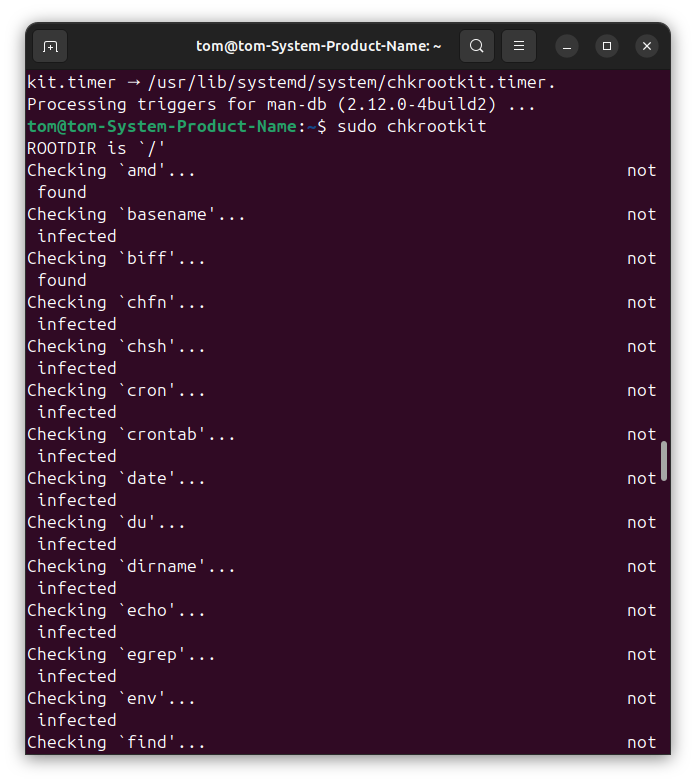 tom@tom-System-Product-Name: ~
kit.timer → /usr/lib/systemd/system/chkrootkit.timer.
Processing triggers for man-db (2.12.0-4build2) ...
tom@tom-System-Product-Name:~$ sudo chkrootkit
ROOTDIR is `/'
Checking `amd'... not
found
Checking `basename'... not
infected
Checking `biff'... not
found
Checking `chfn'... not
infected
Checking `chsh'... not
infected
Checking `cron'... not
infected
Checking `crontab'... not
infected
Checking `date'... not
infected
Checking `du'... not
infected
Checking `dirname'... not
infected
Checking `echo'... not
infected
Checking `egrep'... not
infected
Checking `env'... not
infected
Checking `find'... not